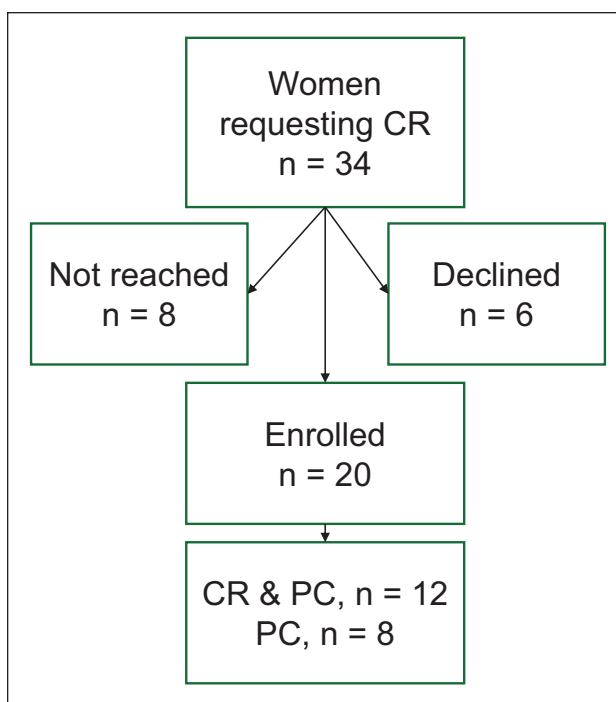 Women
requesting CR
n = 34
Not reached
n = 8
Declined
n = 6
Enrolled
n = 20
CR & PC, n = 12
PC, n = 8